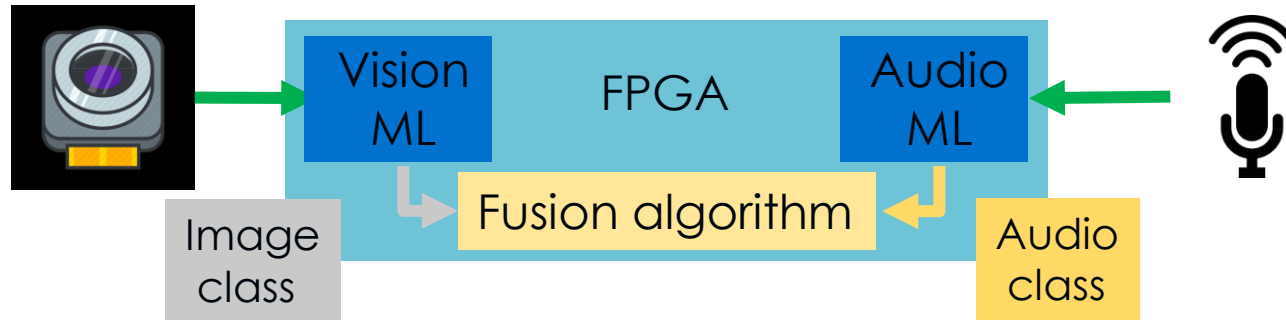 Vision
ML
FPGA
Audio
ML
Fusion algorithm
Image
class
Audio
class